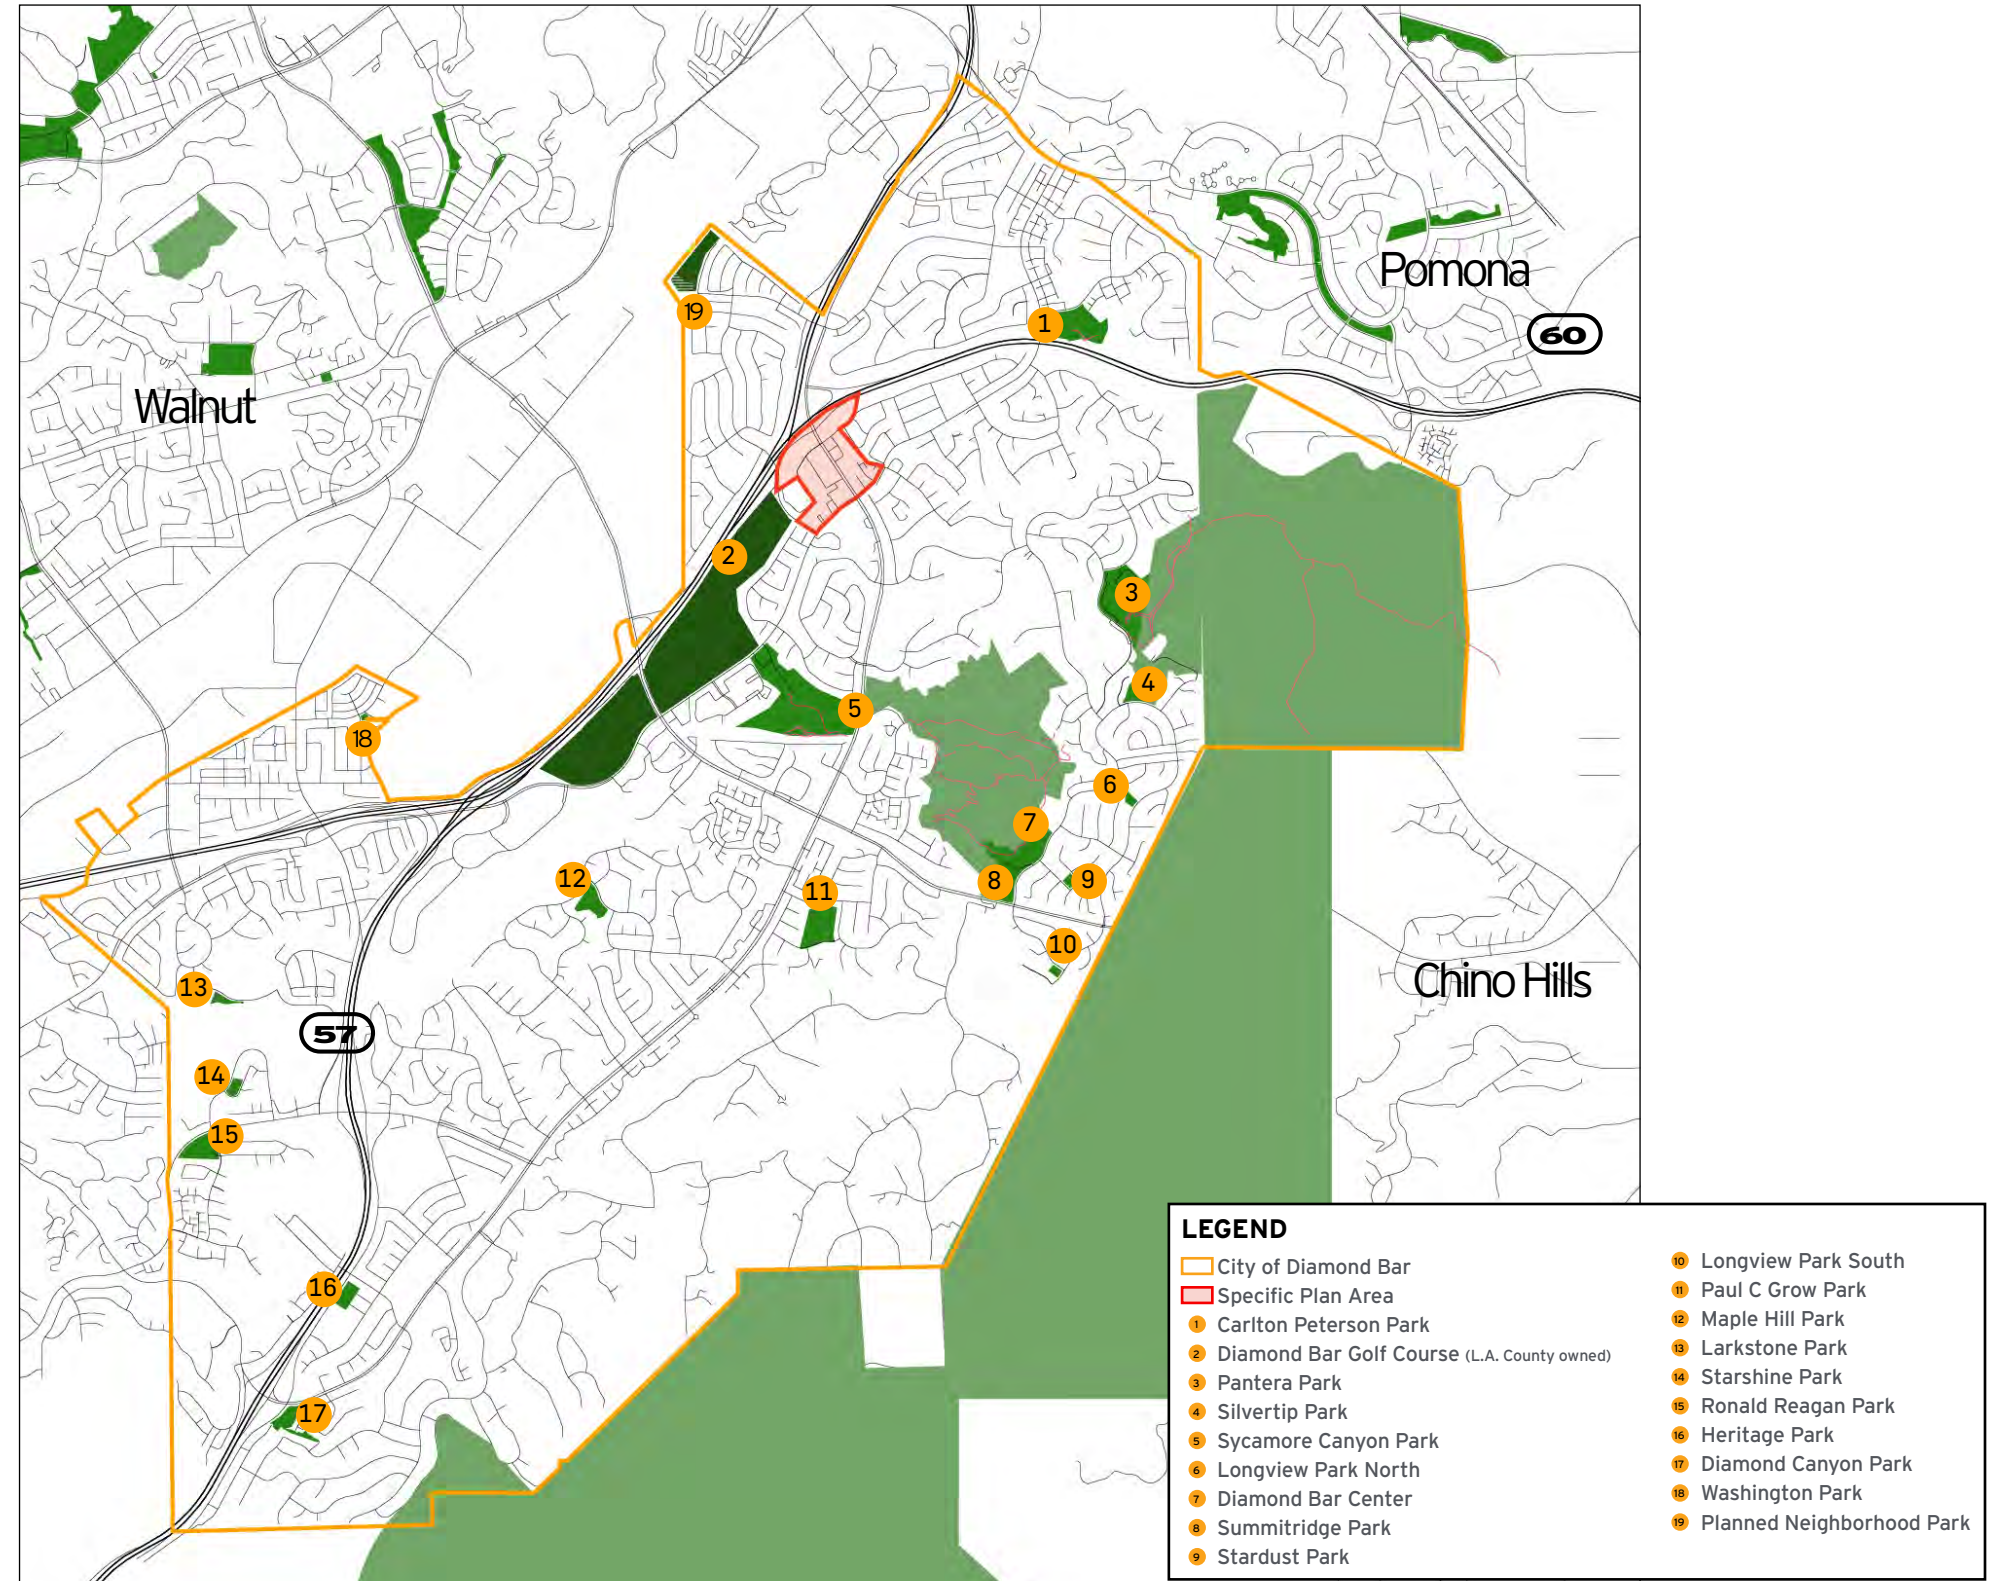 Pomona
60
Walnut
Chino Hills
57
1
2
3
4
5
6
7
8
9
10
11
12
13
14
15
16
17
18
19
LEGEND
City of Diamond Bar
Specific Plan Area
1 Carlton Peterson Park
2 Diamond Bar Golf Course (L.A. County owned)
3 Pantera Park
4 Silvertip Park
5 Sycamore Canyon Park
6 Longview Park North
7 Diamond Bar Center
8 Summitridge Park
9 Stardust Park
10 Longview Park South
11 Paul C Grow Park
12 Maple Hill Park
13 Larkstone Park
14 Starshine Park
15 Ronald Reagan Park
16 Heritage Park
17 Diamond Canyon Park
18 Washington Park
19 Planned Neighborhood Park